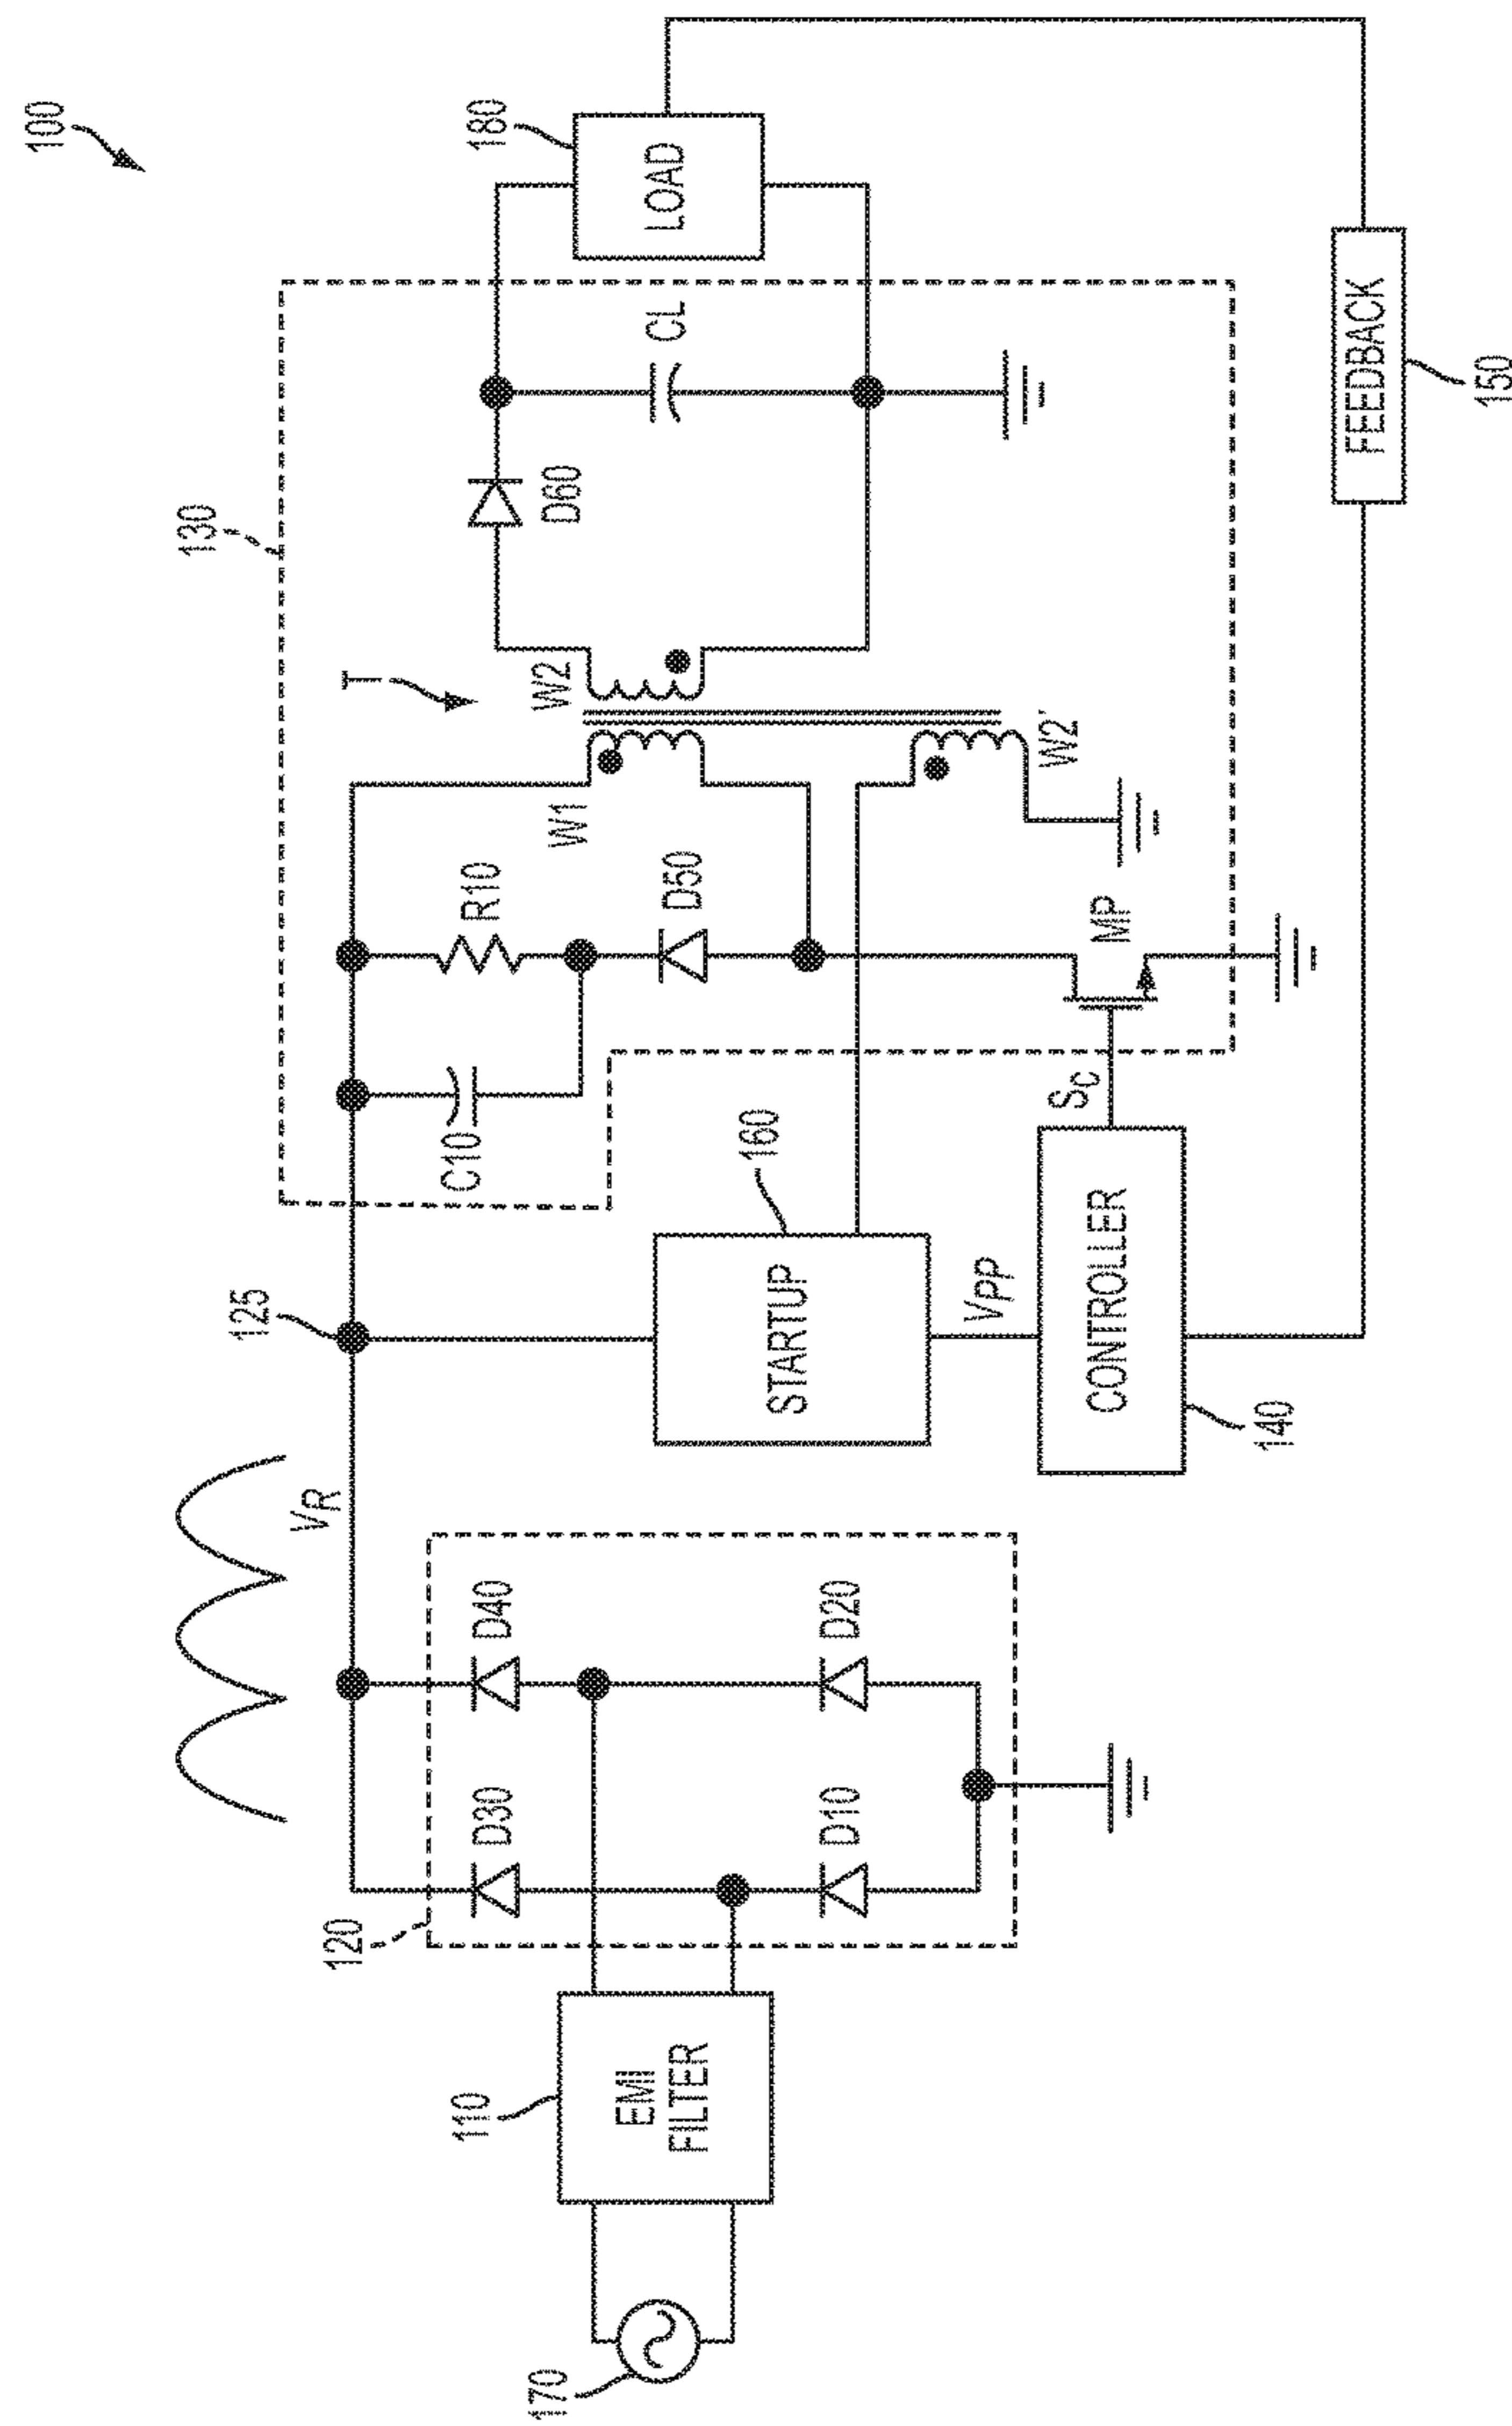 100
180
LOAD
130
CL
D60
FEEDBACK
150
T
W2
W1
W2'
R10
D50
MP
C10
160
SC
125
STARTUP
VPP
CONTROLLER
140
VR
D40
D20
D30
D10
120
110
EMI
FILTER
170